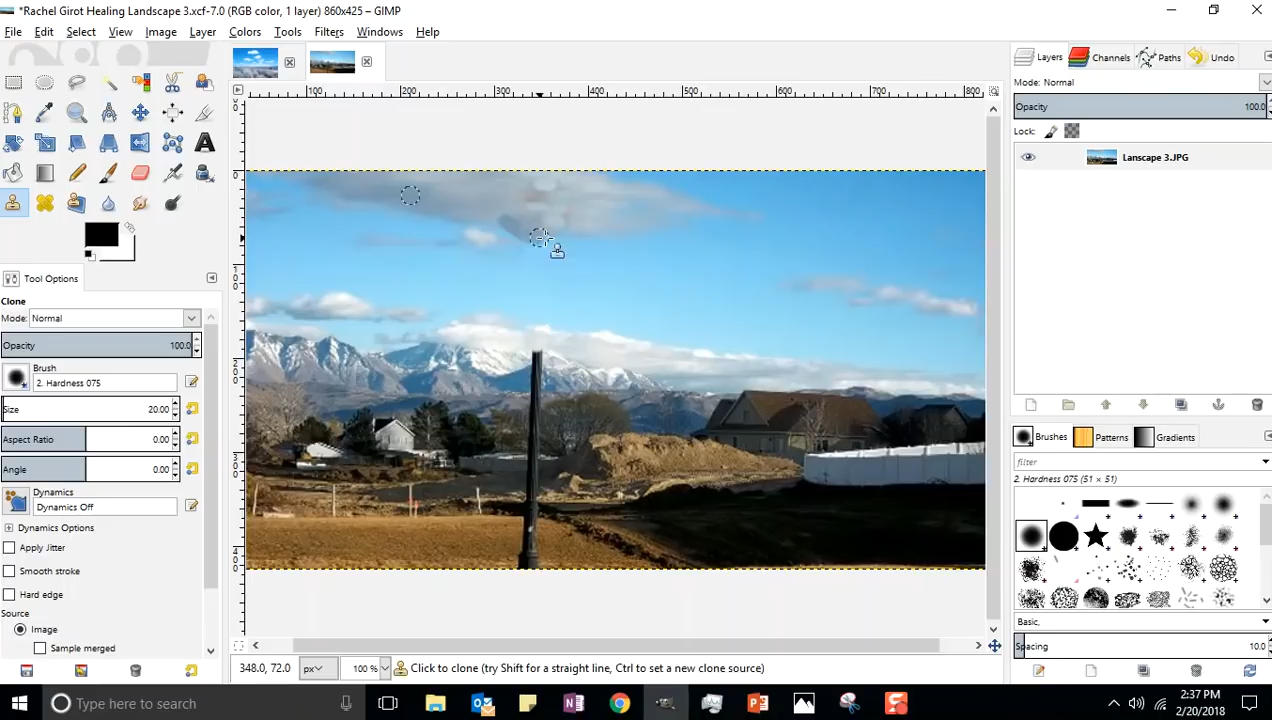 *Rachel Girot Healing Landscape 3.xcf-7.0 (RGB color, 1 layer) 860x425 – GIMP
File Edit Select View Image Layer Colors Tools Filters Windows Help
Layers Channels Paths Undo
Mode: Normal
100 200 300 400 500 600 700 800
Opacity 100.0
Lock:
Lanscape 3.JPG
Tool Options
Clone
Mode: Normal
Opacity 100.0
Brush
2. Hardness 075
Size 20.00
Aspect Ratio 0.00
Angle 0.00
Dynamics
Dynamics Off
Dynamics Options
Apply Jitter
Smooth stroke
Hard edge
Source
Image
Sample merged
Brushes Patterns Gradients
filter
2. Hardness 075 (51 × 51)
Basic,
Spacing 10.0
348.0, 72.0 px 100 % Click to clone (try Shift for a straight line, Ctrl to set a new clone source)
Type here to search
2:37 PM
2/20/2018